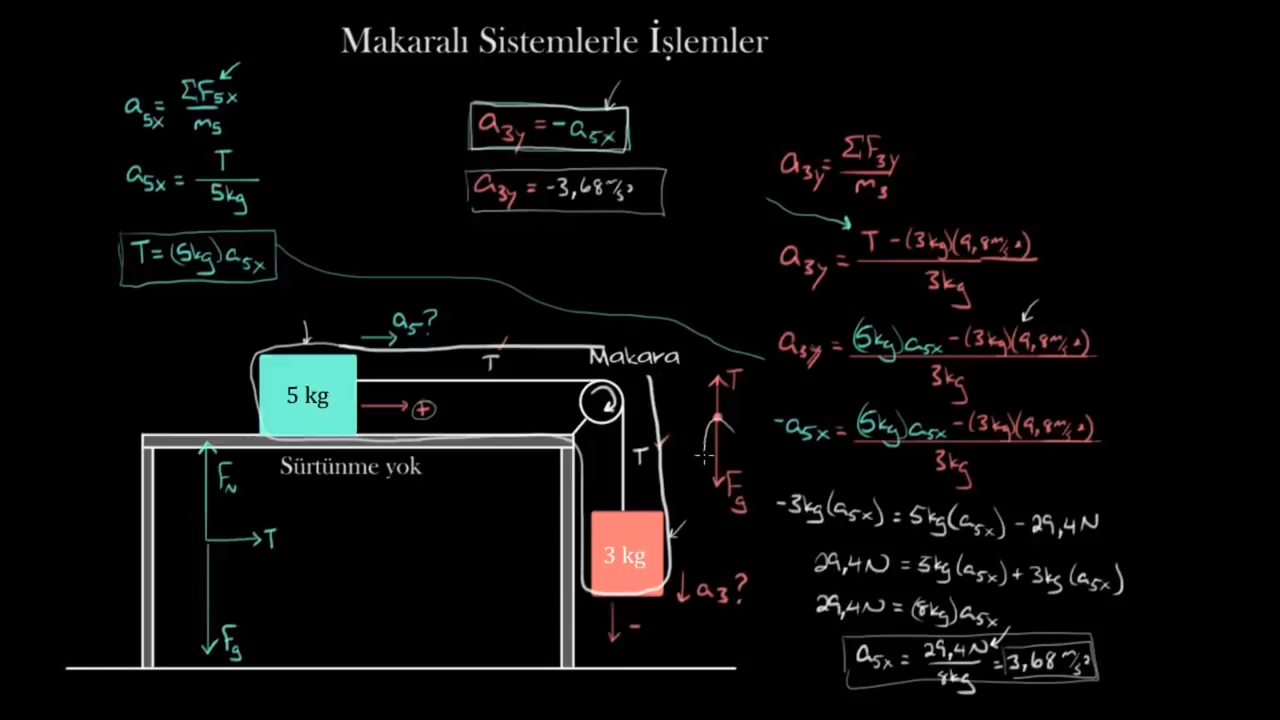 Makaralı Sistemlerle İşlemler
a5x = ΣF5x / m5
a5x = T / 5kg
T = (5kg) a5x
a3y = -a5x
a3y = -3,68 m/s²
a3y = ΣF3y / m3
a3y = T - (3kg)(9,8 m/s²) / 3kg
a3y = (5kg) a5x - (3kg)(9,8 m/s²) / 3kg
-a5x = (5kg) a5x - (3kg)(9,8 m/s²) / 3kg
-3kg(a5x) = 5kg(a5x) - 29,4N
29,4N = 5kg(a5x) + 3kg(a5x)
29,4N = (8kg) a5x
a5x = 29,4N / 8kg = 3,68 m/s²
a5?
T
Makara
5 kg
+
T
T
Sürtünme yok
FN
T
Fg
Fg
3 kg
a3?
-